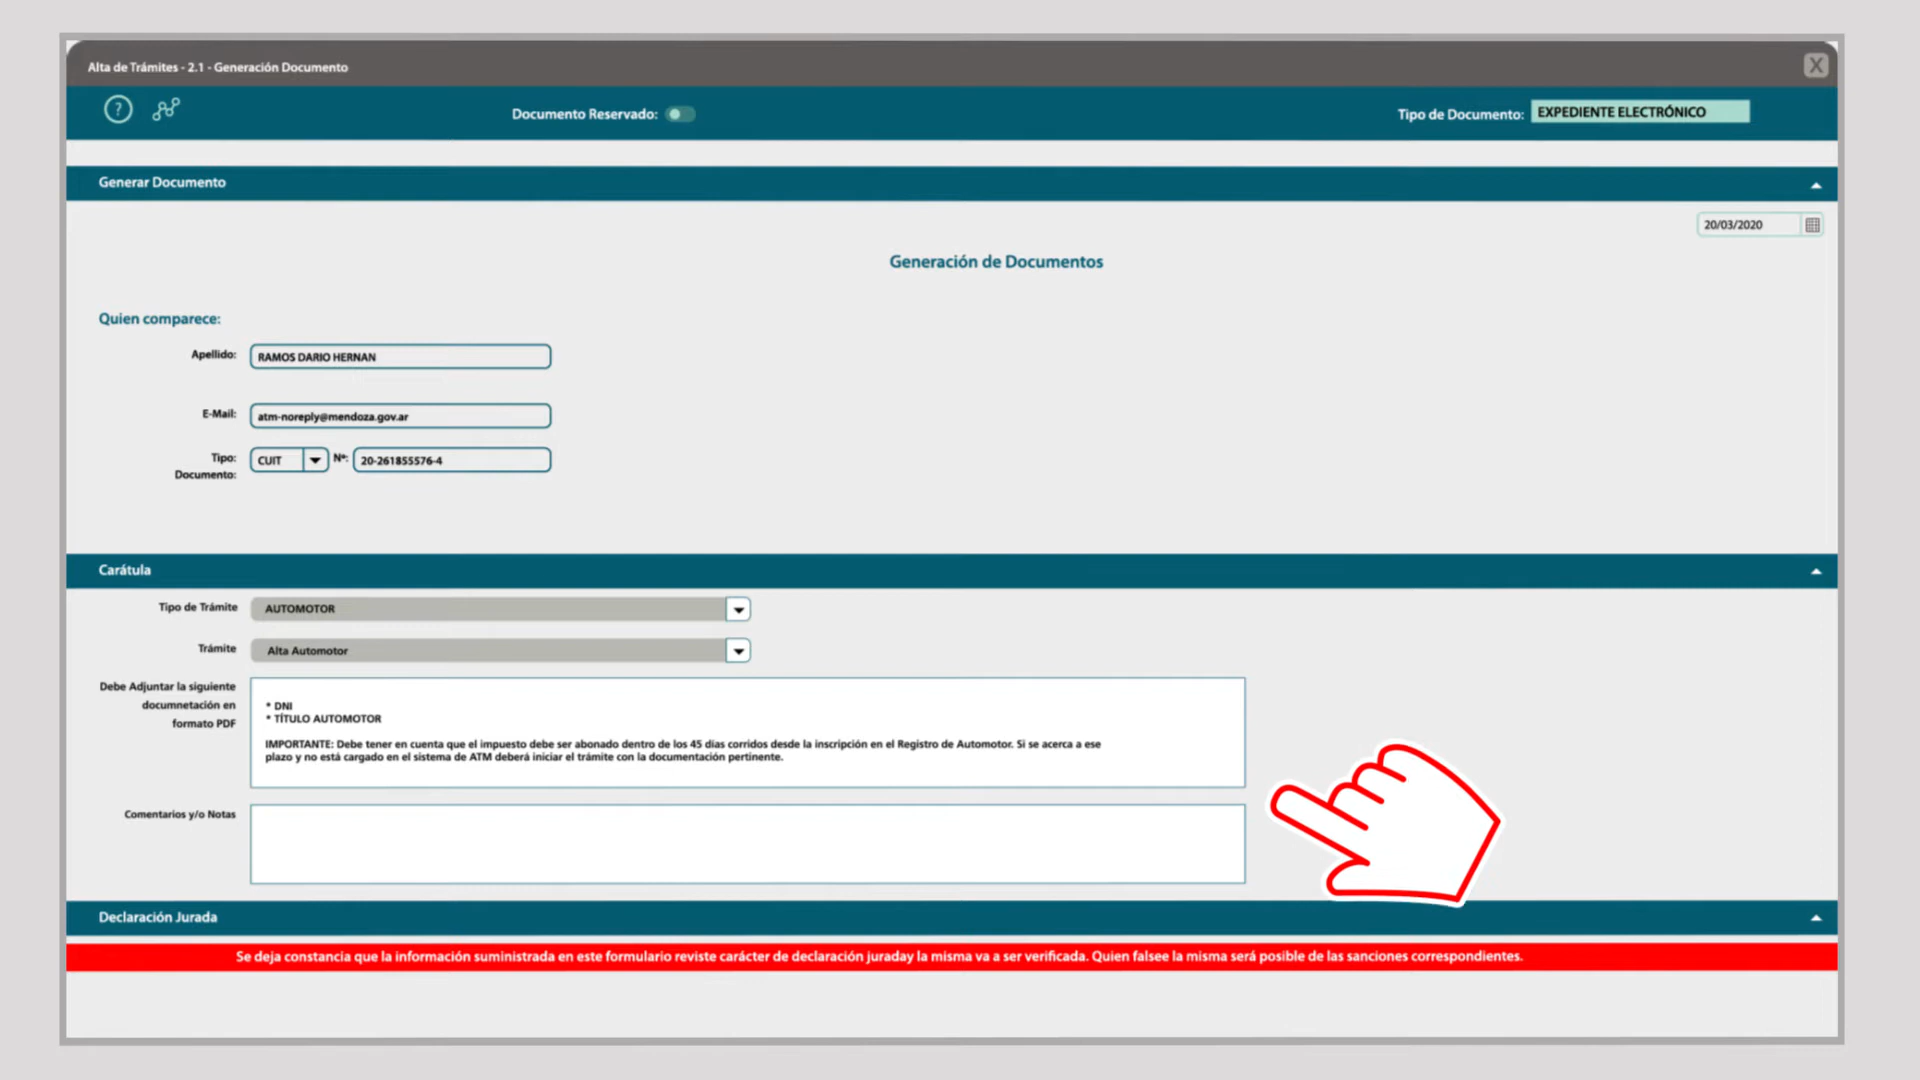 Alta de Trámites - 2.1 - Generación Documento
X
?
Documento Reservado:
Tipo de Documento:
EXPEDIENTE ELECTRÓNICO
Generar Documento
20/03/2020
Generación de Documentos
Quien comparece:
Apellido:
RAMOS DARIO HERNAN
E-Mail:
atm-noreply@mendoza.gov.ar
Tipo:
Documento:
CUIT
Nº:
20-261855576-4
Carátula
Tipo de Trámite
AUTOMOTOR
Trámite
Alta Automotor
Debe Adjuntar la siguiente
documnetación en
formato PDF
* DNI
* TÍTULO AUTOMOTOR
IMPORTANTE: Debe tener en cuenta que el impuesto debe ser abonado dentro de los 45 días corridos desde la inscripción en el Registro de Automotor. Si se acerca a ese
plazo y no está cargado en el sistema de ATM deberá iniciar el trámite con la documentación pertinente.
Comentarios y/o Notas
Declaración Jurada
Se deja constancia que la información suministrada en este formulario reviste carácter de declaración juraday la misma va a ser verificada. Quien falsee la misma será posible de las sanciones correspondientes.